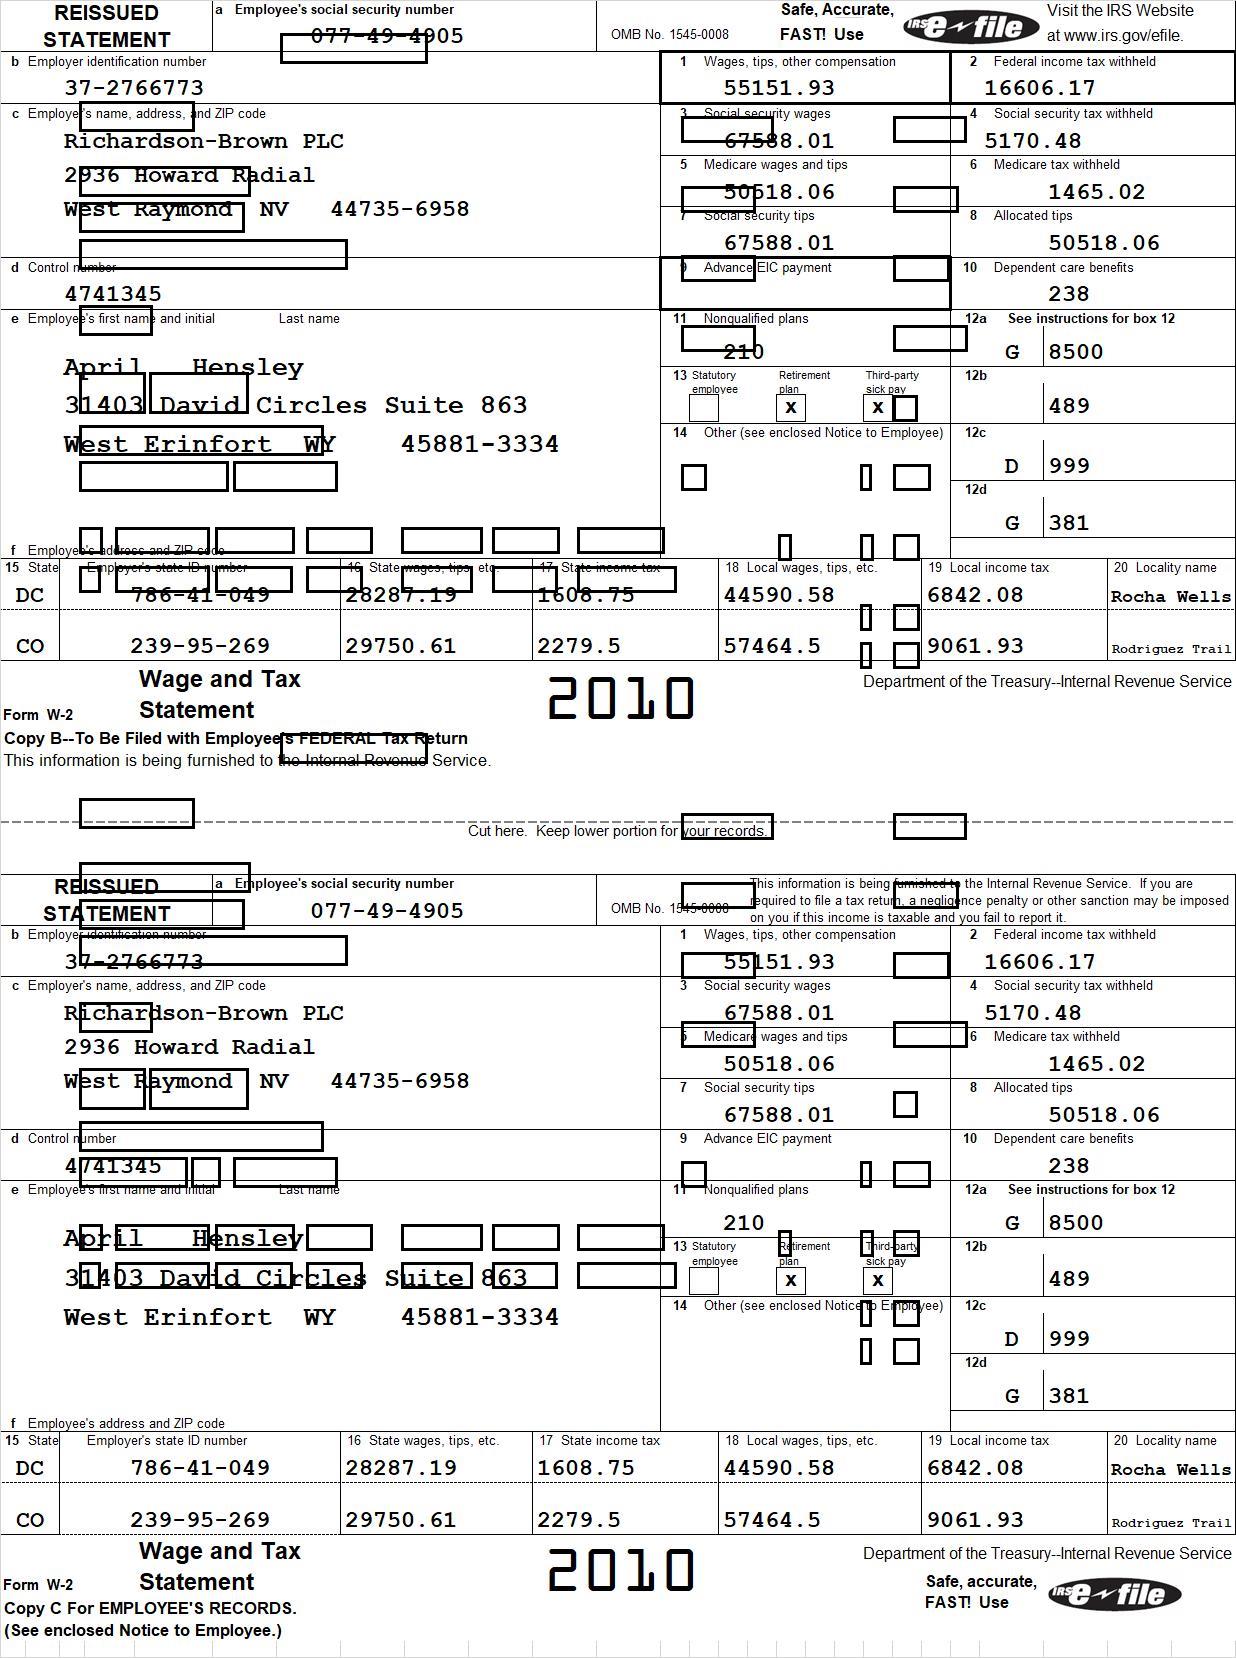 REISSUED STATEMENT
a Employee's social security number
077-49-4905
OMB No. 1545-0008
Safe, Accurate, FAST! Use
IRS e-file
Visit the IRS Website at www.irs.gov/efile.
b Employer identification number
37-2766773
1 Wages, tips, other compensation
55151.93
2 Federal income tax withheld
16606.17
c Employer's name, address, and ZIP code
Richardson-Brown PLC
2936 Howard Radial
West Raymond NV 44735-6958
3 Social security wages
67588.01
4 Social security tax withheld
5170.48
5 Medicare wages and tips
50518.06
6 Medicare tax withheld
1465.02
7 Social security tips
67588.01
8 Allocated tips
50518.06
d Control number
4741345
9 Advance EIC payment
10 Dependent care benefits
238
e Employee's first name and initial Last name
April Hensley
31403 David Circles Suite 863
West Erinfort WY 45881-3334
11 Nonqualified plans
210
12a See instructions for box 12
G 8500
13 Statutory employee Retirement plan Third-party sick pay
X X
12b
489
14 Other (see enclosed Notice to Employee)
12c
D 999
12d
G 381
f Employee's address and ZIP code
15 State Employer's state ID number 16 State wages, tips, etc. 17 State income tax 18 Local wages, tips, etc. 19 Local income tax 20 Locality name
DC 786-41-049 28287.19 1608.75 44590.58 6842.08 Rocha Wells
CO 239-95-269 29750.61 2279.5 57464.5 9061.93 Rodriguez Trail
Form W-2 Wage and Tax Statement
2010
Department of the Treasury--Internal Revenue Service
Copy B--To Be Filed with Employee's FEDERAL Tax Return
This information is being furnished to the Internal Revenue Service.
Cut here. Keep lower portion for your records.
REISSUED STATEMENT
a Employee's social security number
077-49-4905
OMB No. 1545-0008
This information is being furnished to the Internal Revenue Service. If you are
required to file a tax return, a negligence penalty or other sanction may be imposed
on you if this income is taxable and you fail to report it.
b Employer identification number
37-2766773
1 Wages, tips, other compensation
55151.93
2 Federal income tax withheld
16606.17
c Employer's name, address, and ZIP code
Richardson-Brown PLC
2936 Howard Radial
West Raymond NV 44735-6958
3 Social security wages
67588.01
4 Social security tax withheld
5170.48
5 Medicare wages and tips
50518.06
6 Medicare tax withheld
1465.02
7 Social security tips
67588.01
8 Allocated tips
50518.06
d Control number
4741345
9 Advance EIC payment
10 Dependent care benefits
238
e Employee's first name and initial Last name
April Hensley
31403 David Circles Suite 863
West Erinfort WY 45881-3334
11 Nonqualified plans
210
12a See instructions for box 12
G 8500
13 Statutory employee Retirement plan Third-party sick pay
X X
12b
489
14 Other (see enclosed Notice to Employee)
12c
D 999
12d
G 381
f Employee's address and ZIP code
15 State Employer's state ID number 16 State wages, tips, etc. 17 State income tax 18 Local wages, tips, etc. 19 Local income tax 20 Locality name
DC 786-41-049 28287.19 1608.75 44590.58 6842.08 Rocha Wells
CO 239-95-269 29750.61 2279.5 57464.5 9061.93 Rodriguez Trail
Form W-2 Wage and Tax Statement
2010
Department of the Treasury--Internal Revenue Service
Copy C For EMPLOYEE'S RECORDS.
(See enclosed Notice to Employee.)
Safe, accurate, FAST! Use
IRS e-file